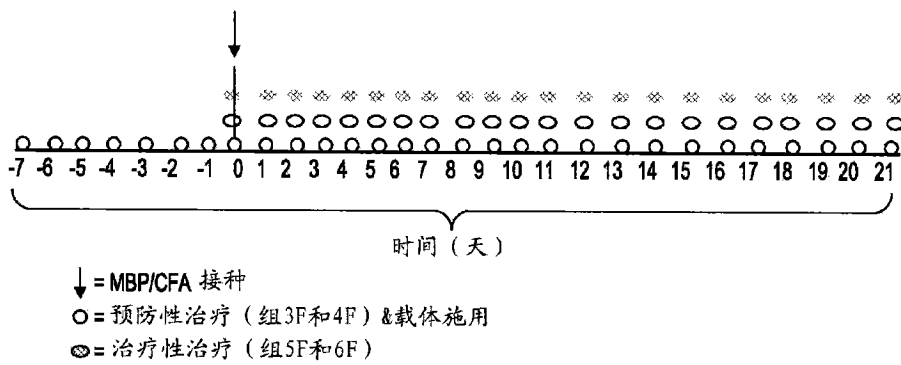 -7 -6 -5 -4 -3 -2 -1 0 1 2 3 4 5 6 7 8 9 10 11 12 13 14 15 16 17 18 19 20 21
时间（天）
↓= MBP/CFA 接种
○= 预防性治疗（组3F和4F）&载体施用
= 治疗性治疗（组5F和6F）